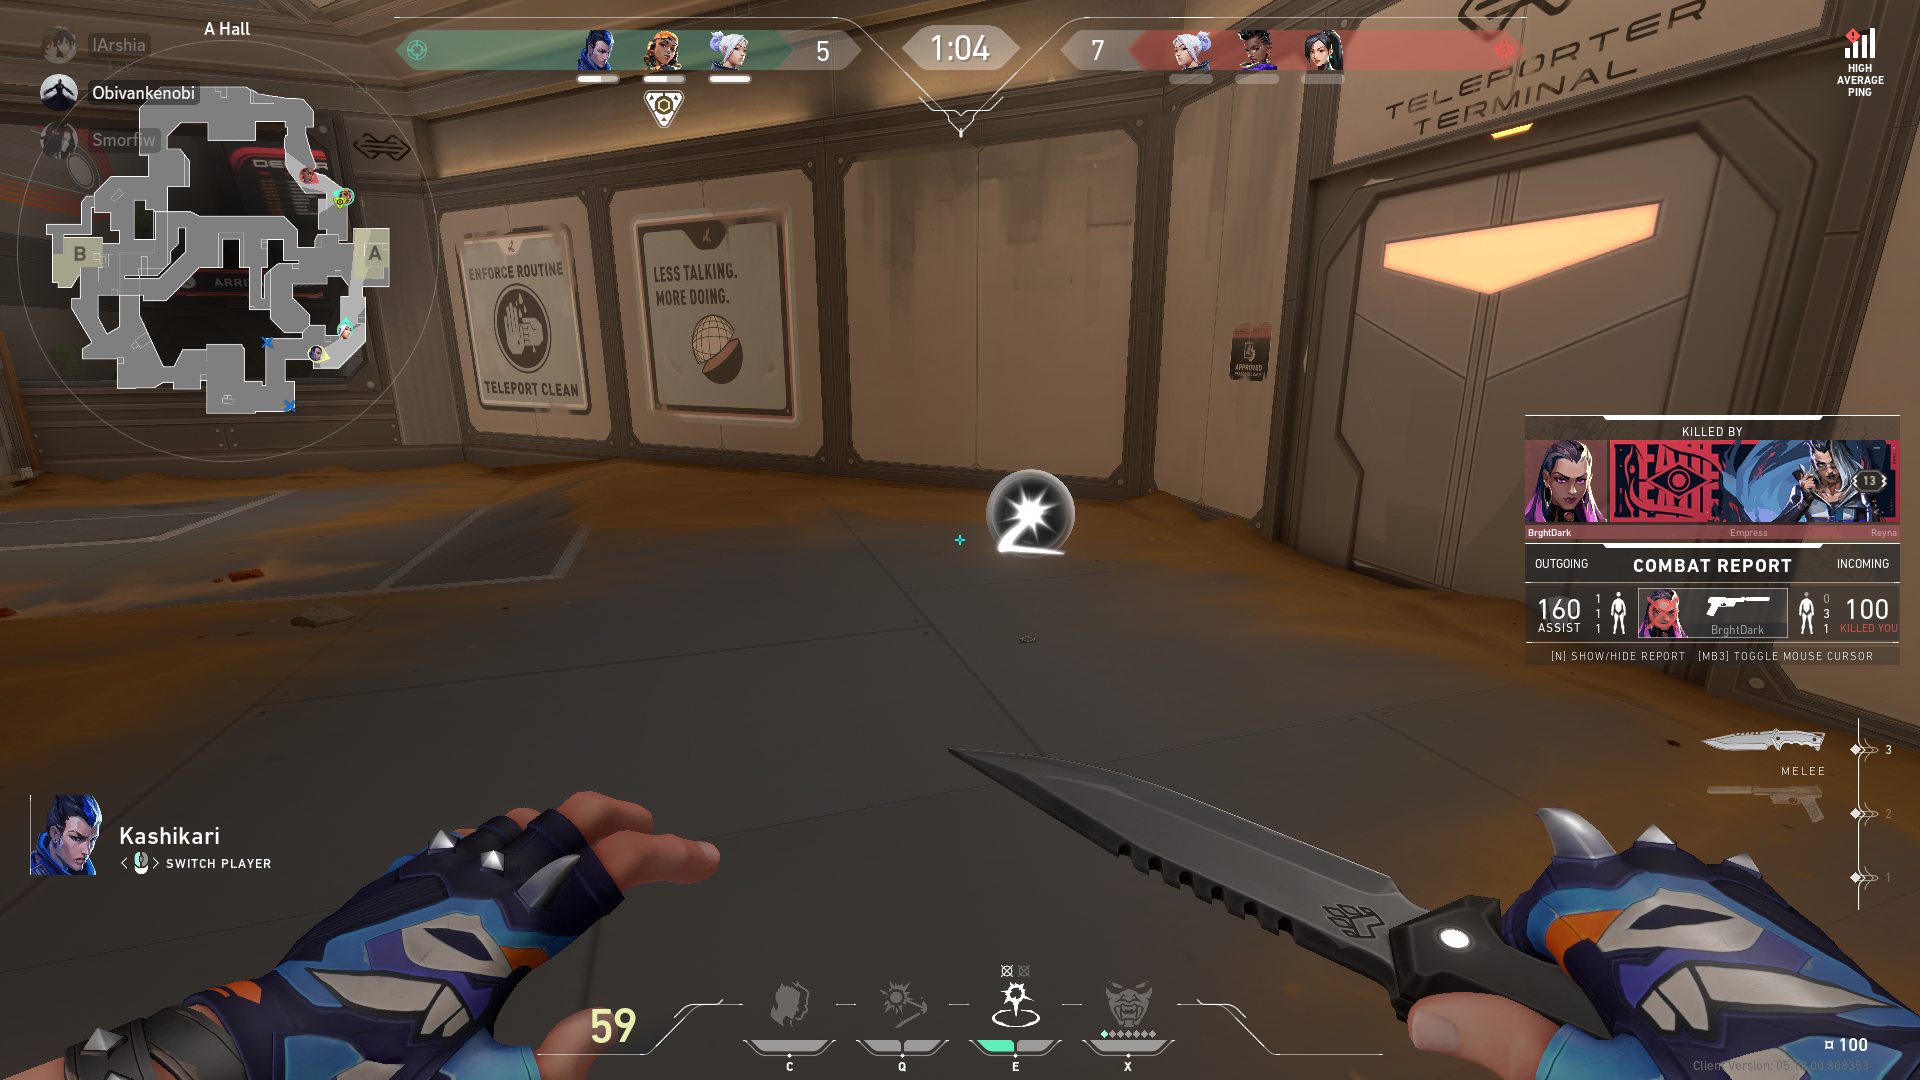 A Hall
IArshia
Obivankenobi
Smorfiw
5
1:04
7
HIGH
AVERAGE
PING
TELEPORTER
TERMINAL
B
A
ENFORCE ROUTINE
TELEPORT CLEAN
LESS TALKING.
MORE DOING.
APPROVED
KILLED BY
13
BrghtDark
Empress
Reyna
OUTGOING
COMBAT REPORT
INCOMING
160
ASSIST
1
1
1
BrghtDark
0
3
1
100
KILLED YOU
[N] SHOW/HIDE REPORT
[MB3] TOGGLE MOUSE CURSOR
3
MELEE
2
1
Kashikari
< > SWITCH PLAYER
59
C
Q
E
X
¤ 100